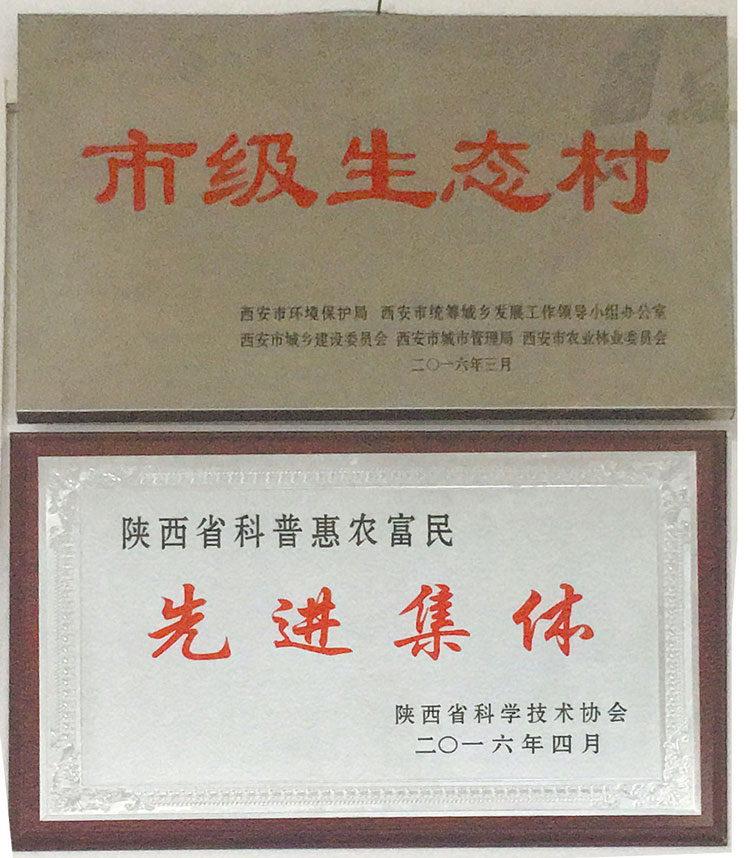 市级生态村
西安市环境保护局 西安市统筹城乡发展工作领导小组办公室
西安市城乡建设委员会 西安市城市管理局 西安市农业林业委员会
二〇一六年三月
陕西省科普惠农富民
先进集体
陕西省科学技术协会
二〇一六年四月